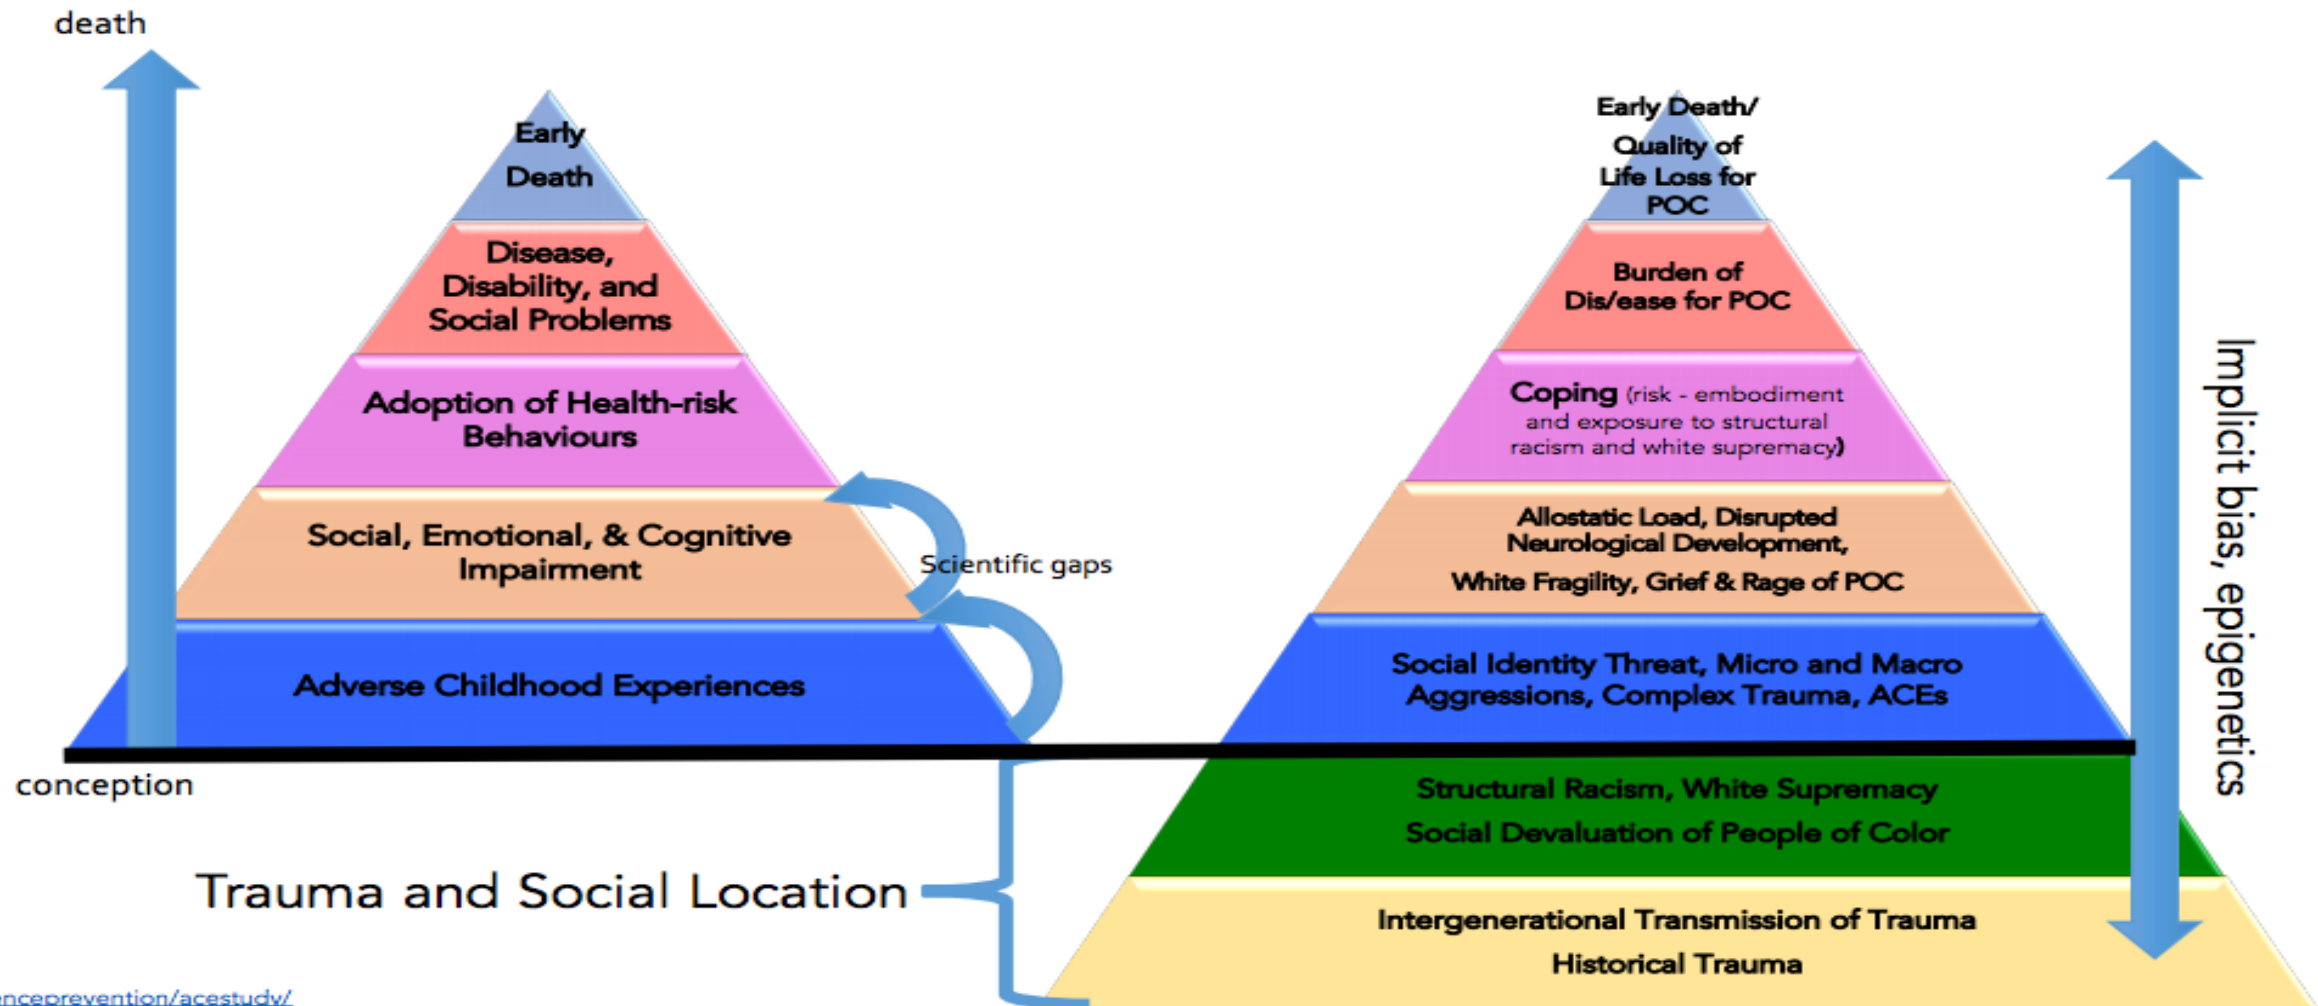 death
Early
Death
Disease,
Disability, and
Social Problems
Adoption of Health-risk
Behaviours
Social, Emotional, & Cognitive
Impairment
Scientific gaps
Adverse Childhood Experiences
conception
Trauma and Social Location
enceprevention/acestudy/
Early Death/
Quality of
Life Loss for
POC
Burden of
Dis/ease for POC
Coping (risk - embodiment
and exposure to structural
racism and white supremacy)
Allostatic Load, Disrupted
Neurological Development,
White Fragility, Grief & Rage of POC
Social Identity Threat, Micro and Macro
Aggressions, Complex Trauma, ACEs
Structural Racism, White Supremacy
Social Devaluation of People of Color
Intergenerational Transmission of Trauma
Historical Trauma
Implicit bias, epigenetics